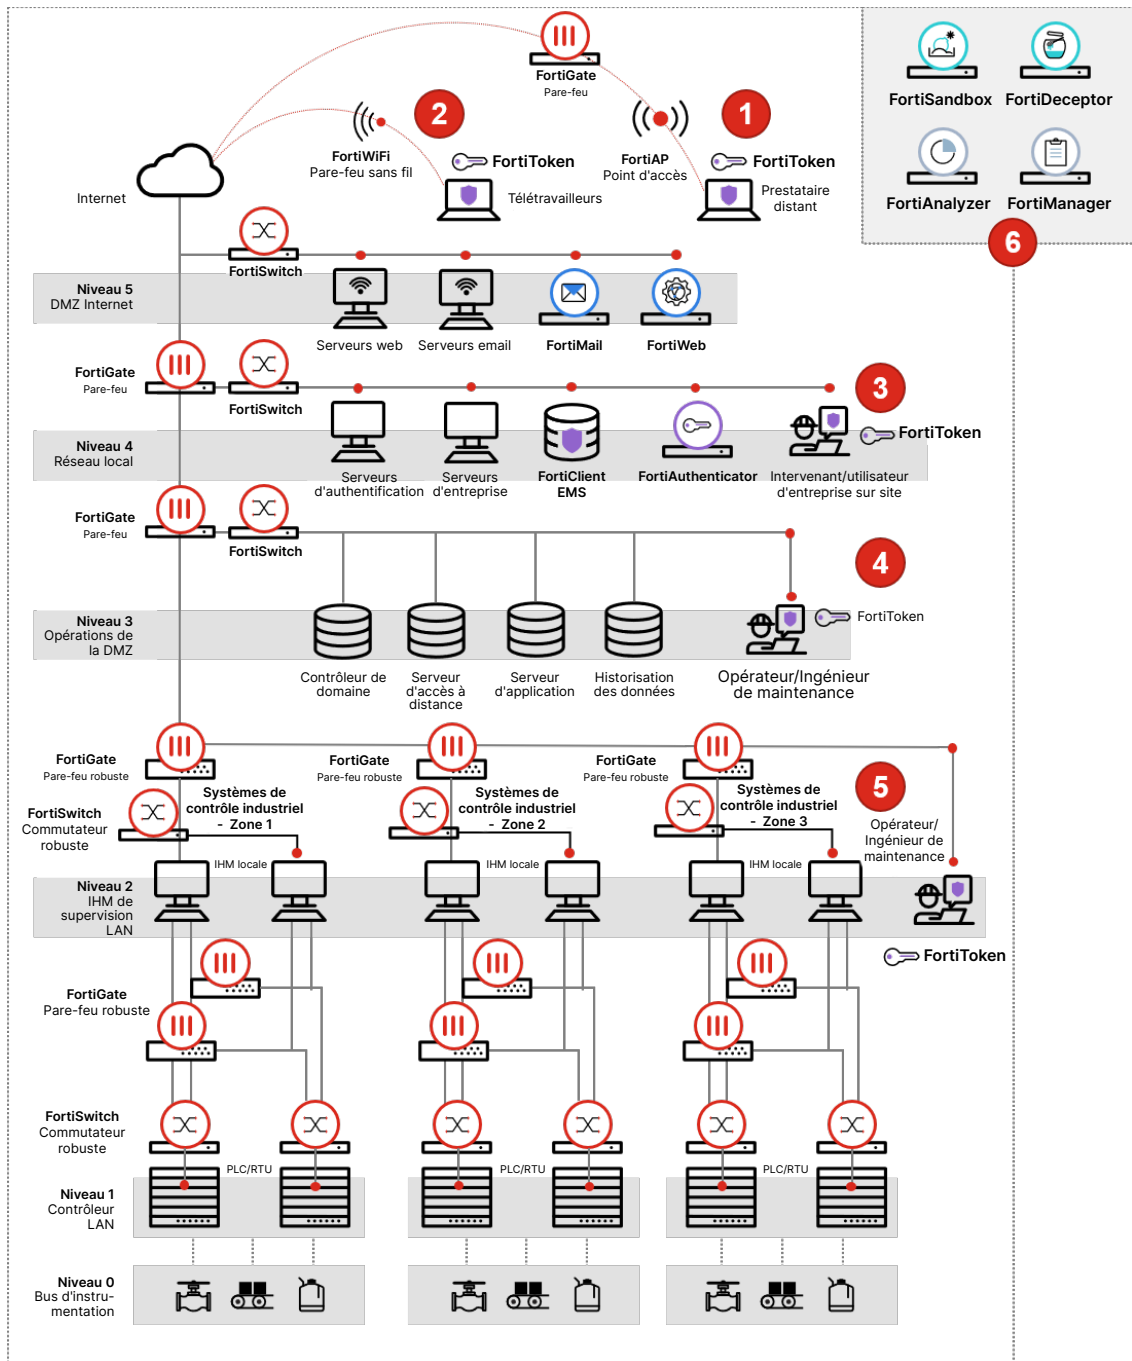 FortiGate
Pare-feu
1
2
FortiWiFi
Pare-feu sans fil
FortiToken
Télétravailleurs
FortiAP
Point d'accès
FortiToken
Prestataire
distant
FortiSandbox
FortiDeceptor
FortiAnalyzer
FortiManager
6
Internet
FortiSwitch
Niveau 5
DMZ Internet
Serveurs web
Serveurs email
FortiMail
FortiWeb
FortiGate
Pare-feu
FortiSwitch
3
Niveau 4
Réseau local
Serveurs
d'authentification
Serveurs
d'entreprise
FortiClient
EMS
FortiAuthenticator
FortiToken
Intervenant/utilisateur
d'entreprise sur site
FortiGate
Pare-feu
FortiSwitch
4
Niveau 3
Opérations de
la DMZ
Contrôleur de
domaine
Serveur
d'accès à
distance
Serveur
d'application
Historisation
des données
FortiToken
Opérateur/Ingénieur
de maintenance
FortiGate
Pare-feu robuste
FortiGate
Pare-feu robuste
FortiGate
Pare-feu robuste
FortiSwitch
Commutateur
robuste
Systèmes de
contrôle industriel
- Zone 1
Systèmes de
contrôle industriel
- Zone 2
Systèmes de
contrôle industriel
- Zone 3
5
Opérateur/
Ingénieur de
maintenance
IHM locale
IHM locale
IHM locale
Niveau 2
IHM de
supervision
LAN
FortiToken
FortiGate
Pare-feu robuste
FortiSwitch
Commutateur
robuste
PLC/RTU
PLC/RTU
PLC/RTU
Niveau 1
Contrôleur
LAN
Niveau 0
Bus d'instru-
mentation